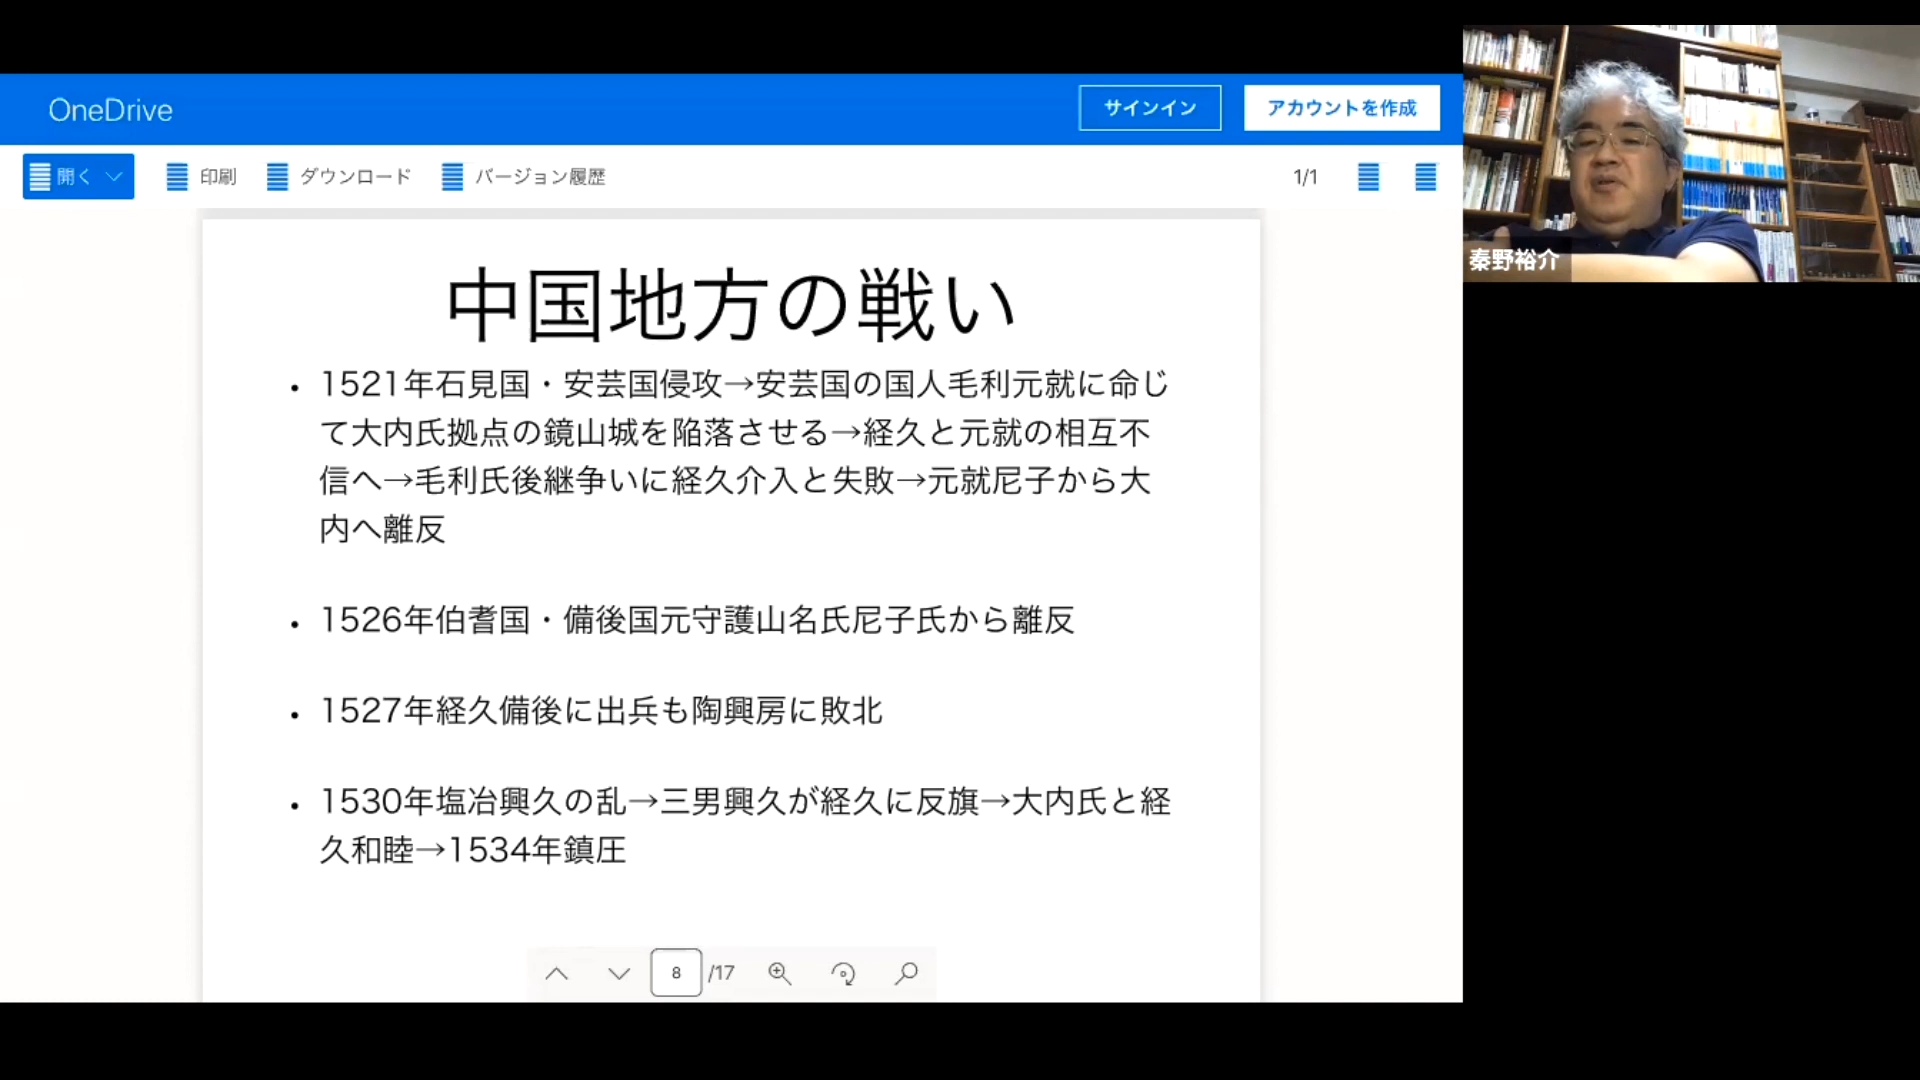 OneDrive
サインイン
アカウントを作成
開く
印刷
ダウンロード
バージョン履歴
1/1
秦野裕介
中国地方の戦い
• 1521年石見国・安芸国侵攻→安芸国の国人毛利元就に命じ
て大内氏拠点の鏡山城を陥落させる→経久と元就の相互不
信へ→毛利氏後継争いに経久介入と失敗→元就尼子から大
内へ離反
• 1526年伯耆国・備後国元守護山名氏尼子氏から離反
• 1527年経久備後に出兵も陶興房に敗北
• 1530年塩冶興久の乱→三男興久が経久に反旗→大内氏と経
久和睦→1534年鎮圧
8 /17